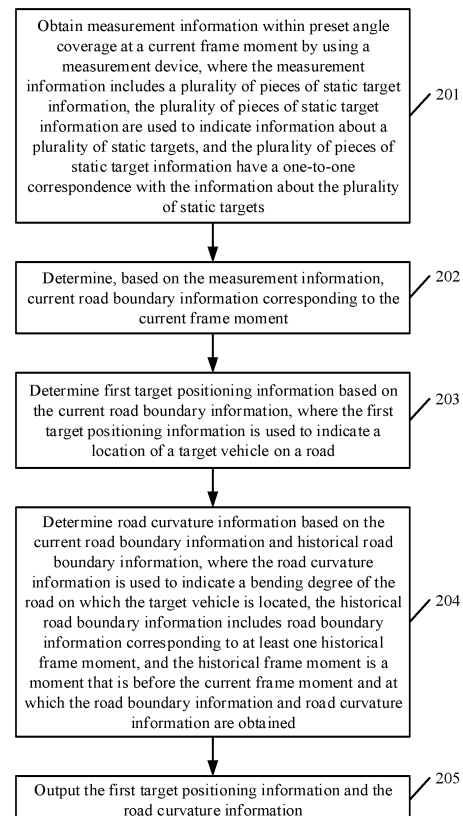 Obtain measurement information within preset angle
coverage at a current frame moment by using a
measurement device, where the measurement
information includes a plurality of pieces of static target
information, the plurality of pieces of static target
information are used to indicate information about a
plurality of static targets, and the plurality of pieces of
static target information have a one-to-one
correspondence with the information about the plurality
of static targets
201
Determine, based on the measurement information,
current road boundary information corresponding to the
current frame moment
202
Determine first target positioning information based on
the current road boundary information, where the first
target positioning information is used to indicate a
location of a target vehicle on a road
203
Determine road curvature information based on the
current road boundary information and historical road
boundary information, where the road curvature
information is used to indicate a bending degree of the
road on which the target vehicle is located, the historical
road boundary information includes road boundary
information corresponding to at least one historical
frame moment, and the historical frame moment is a
moment that is before the current frame moment and at
which the road boundary information and road curvature
information are obtained
204
Output the first target positioning information and the
road curvature information
205